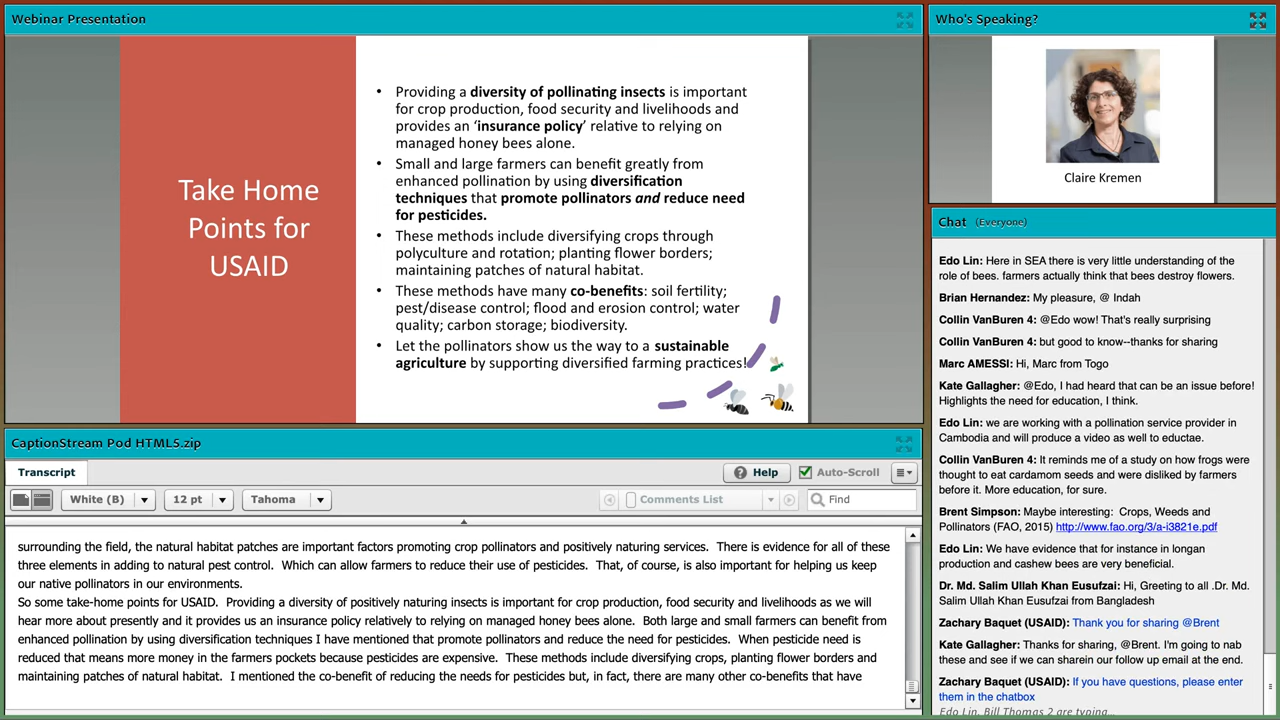 Webinar Presentation
Take Home
Points for
USAID
• Providing a diversity of pollinating insects is important
for crop production, food security and livelihoods and
provides an ‘insurance policy’ relative to relying on
managed honey bees alone.
• Small and large farmers can benefit greatly from
enhanced pollination by using diversification
techniques that promote pollinators and reduce need
for pesticides.
• These methods include diversifying crops through
polyculture and rotation; planting flower borders;
maintaining patches of natural habitat.
• These methods have many co-benefits: soil fertility;
pest/disease control; flood and erosion control; water
quality; carbon storage; biodiversity.
• Let the pollinators show us the way to a sustainable
agriculture by supporting diversified farming practices!
Who's Speaking?
Claire Kremen
Chat (Everyone)
Edo Lin: Here in SEA there is very little understanding of the
role of bees. farmers actually think that bees destroy flowers.
Brian Hernandez: My pleasure, @ Indah
Collin VanBuren 4: @Edo wow! That's really surprising
Collin VanBuren 4: but good to know--thanks for sharing
Marc AMESSI: Hi, Marc from Togo
Kate Gallagher: @Edo, I had heard that can be an issue before!
Highlights the need for education, I think.
Edo Lin: we are working with a pollination service provider in
Cambodia and will produce a video as well to eductae.
Collin VanBuren 4: It reminds me of a study on how frogs were
thought to eat cardamom seeds and were disliked by farmers
before it. More education, for sure.
Brent Simpson: Maybe interesting: Crops, Weeds and
Pollinators (FAO, 2015) http://www.fao.org/3/a-i3821e.pdf
Edo Lin: We have evidence that for instance in longan
production and cashew bees are very beneficial.
Dr. Md. Salim Ullah Khan Eusufzai: Hi, Greeting to all .Dr. Md.
Salim Ullah Khan Eusufzai from Bangladesh
Zachary Baquet (USAID): Thank you for sharing @Brent
Kate Gallagher: Thanks for sharing, @Brent. I'm going to nab
these and see if we can sharein our follow up email at the end.
Zachary Baquet (USAID): If you have questions, please enter
them in the chatbox
Edo Lin, Bill Thomas 2 are typing...
CaptionStream Pod HTML5.zip
Transcript
Help
Auto-Scroll
White (B)
12 pt
Tahoma
Comments List
Find
surrounding the field, the natural habitat patches are important factors promoting crop pollinators and positively naturing services. There is evidence for all of these
three elements in adding to natural pest control. Which can allow farmers to reduce their use of pesticides. That, of course, is also important for helping us keep
our native pollinators in our environments.
So some take-home points for USAID. Providing a diversity of positively naturing insects is important for crop production, food security and livelihoods as we will
hear more about presently and it provides us an insurance policy relatively to relying on managed honey bees alone. Both large and small farmers can benefit from
enhanced pollination by using diversification techniques I have mentioned that promote pollinators and reduce the need for pesticides. When pesticide need is
reduced that means more money in the farmers pockets because pesticides are expensive. These methods include diversifying crops, planting flower borders and
maintaining patches of natural habitat. I mentioned the co-benefit of reducing the needs for pesticides but, in fact, there are many other co-benefits that have